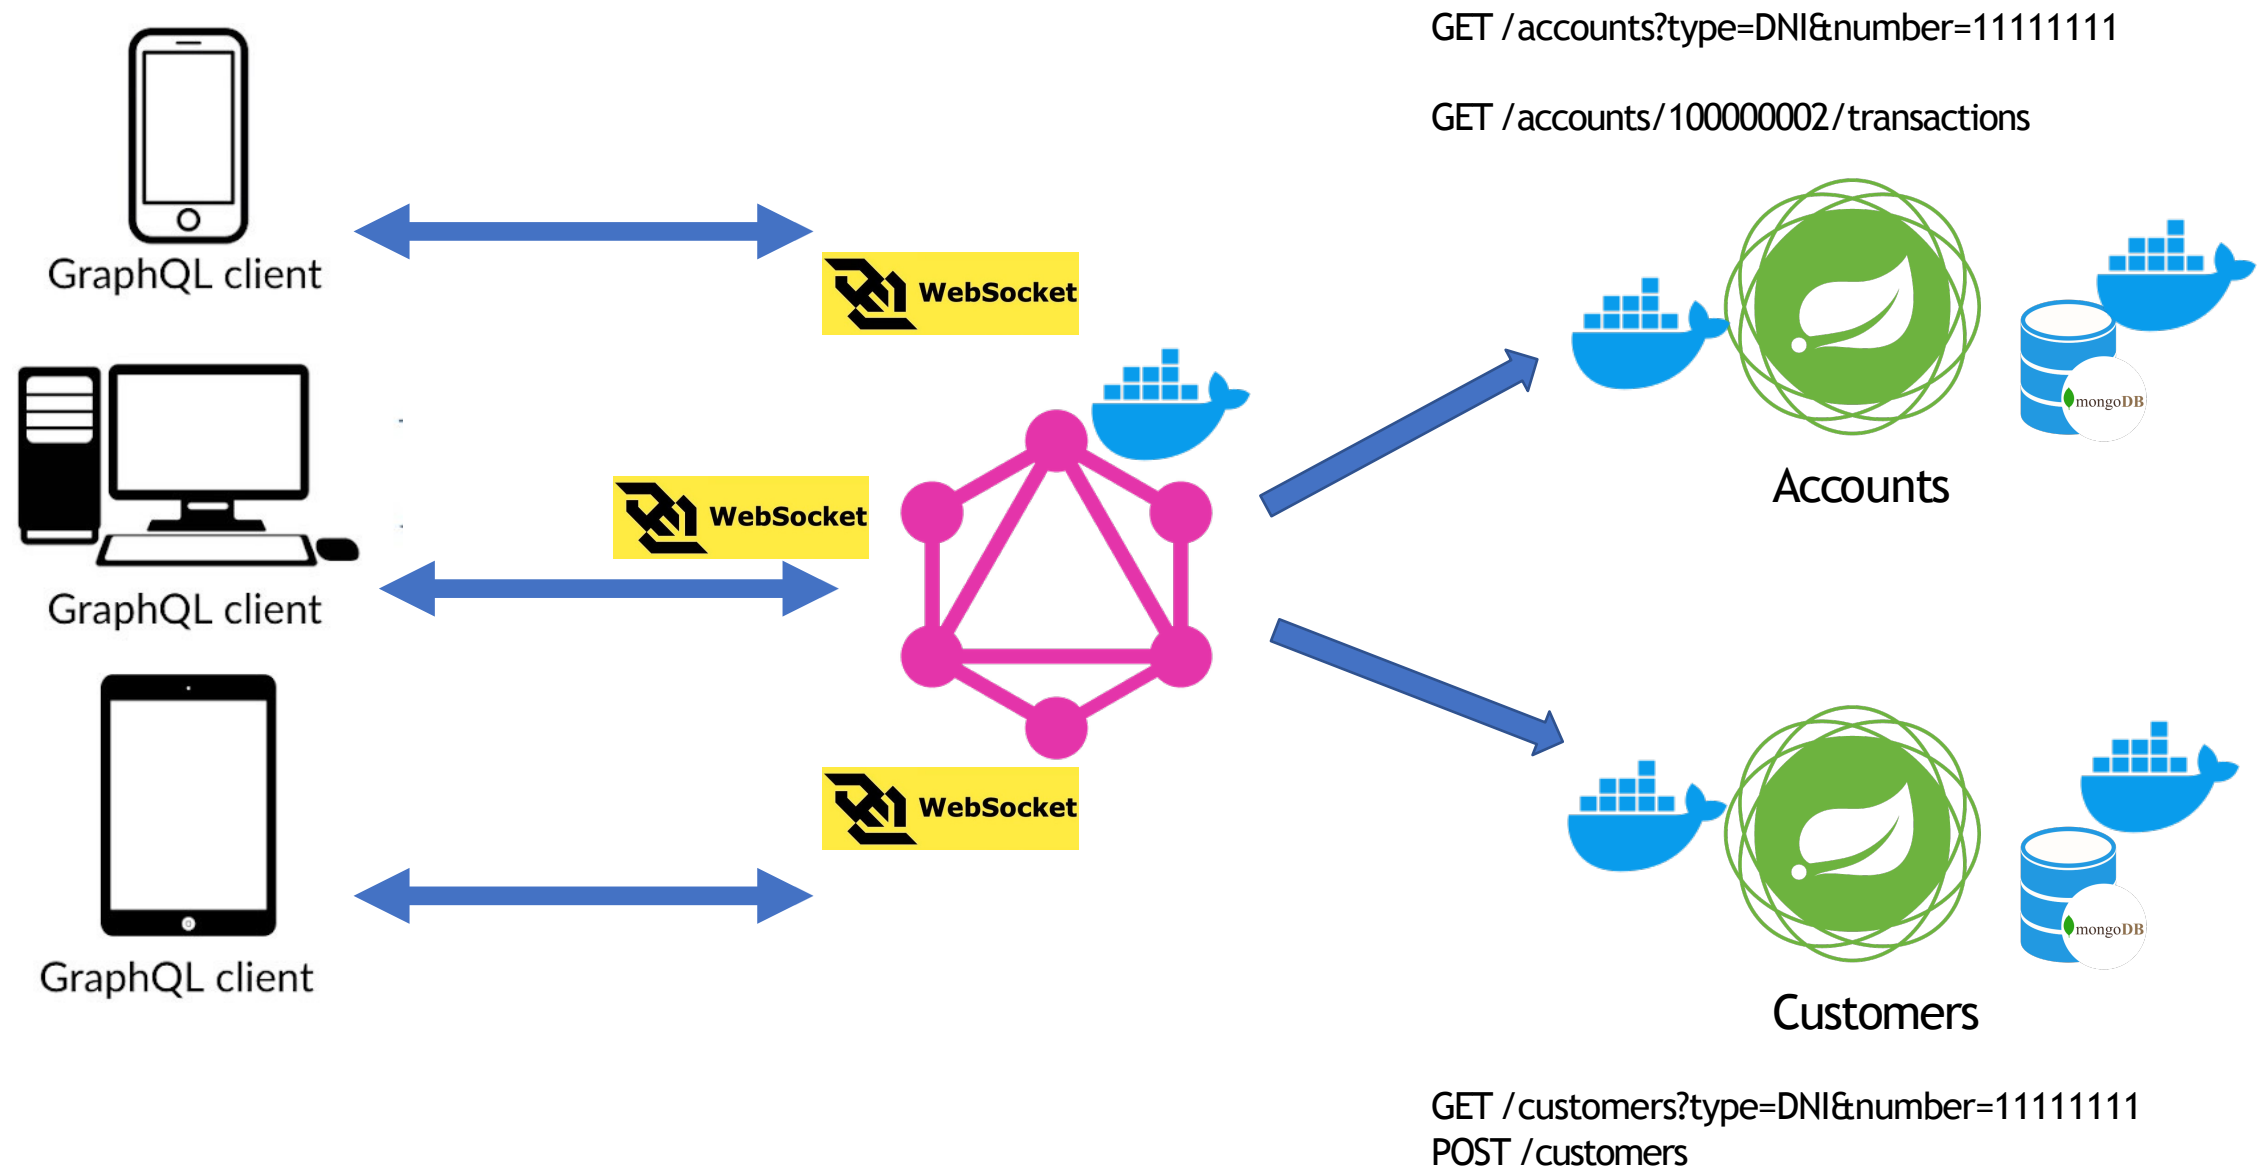 GET /accounts?type=DNI&number=11111111
GET /accounts/100000002/transactions
GraphQL client
WebSocket
mongoDB
Accounts
WebSocket
GraphQL client
WebSocket
mongoDB
GraphQL client
Customers
GET /customers?type=DNI&number=11111111
POST /customers